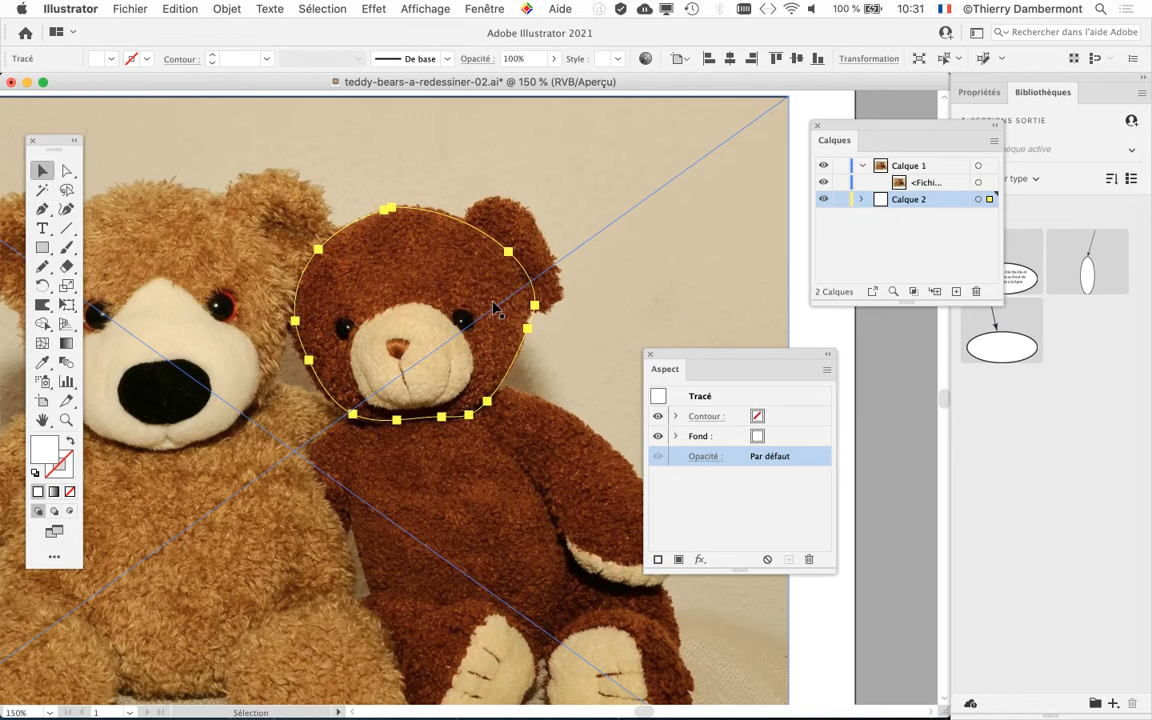 Illustrator Fichier Edition Objet Texte Sélection Effet Affichage Fenêtre Aide 100 % 10:31 ©Thierry Dambermont
Adobe Illustrator 2021 Rechercher dans l'aide Adobe
Tracé Contour : De base Opacité : 100% Style : Transformation
teddy-bears-a-redessiner-02.ai* @ 150 % (RVB/Aperçu)
Propriétés Bibliothèques
SORTIE
Calques
Calque 1
<Fichi...
Calque 2
2 Calques
Aspect
Tracé
Contour :
Fond :
Opacité : Par défaut
fx,
150% 1 Sélection